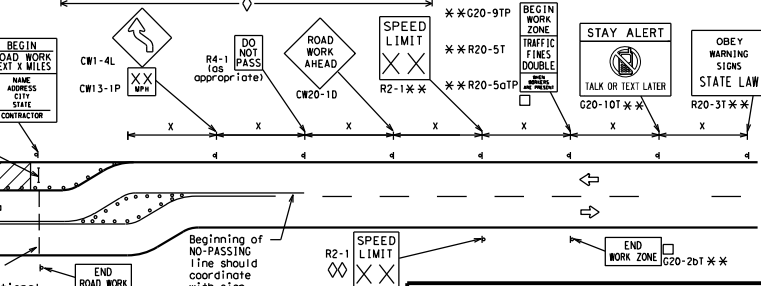 BEGIN
ROAD WORK
NEXT X MILES
NAME
ADDRESS
CITY
STATE
CONTRACTOR
CW1-4L
CW13-1P
X X
MPH
R4-1
(as
appropriate)
DO
NOT
PASS
ROAD
WORK
AHEAD
CW20-1D
SPEED
LIMIT
X X
R2-1**
**G20-9TP
**R20-5T
**R20-5aTP
BEGIN
WORK
ZONE
TRAFFIC
FINES
DOUBLE
WHEN
WORKERS
ARE PRESENT
STAY ALERT
TALK OR TEXT LATER
G20-10T**
OBEY
WARNING
SIGNS
STATE LAW
R20-3T**
X X X X X X X
Beginning of
NO-PASSING
line should
coordinate
with sign
END
ROAD WORK
R2-1
SPEED
LIMIT
X X
END
WORK ZONE
G20-2bT**